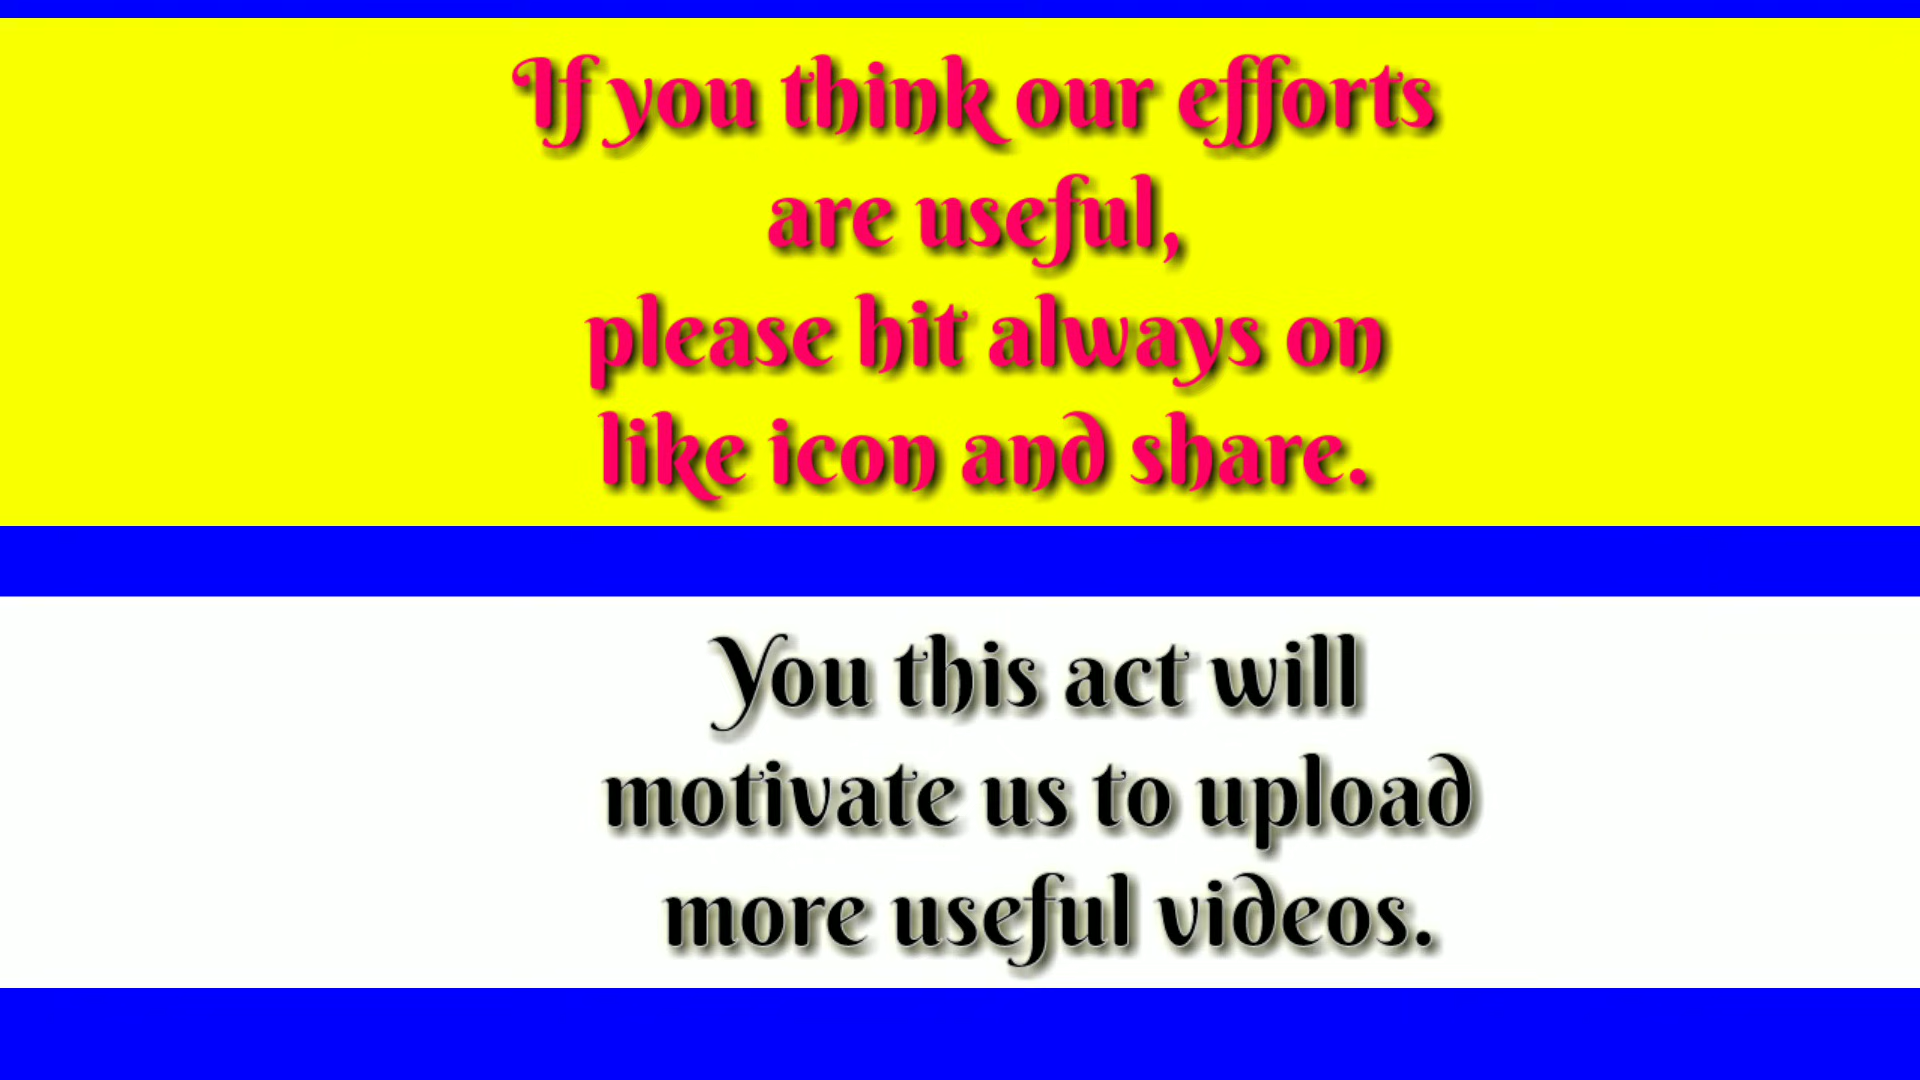 If you think our efforts
are useful,
please hit always on
like icon and share.
You this act will
motivate us to upload
more useful videos.